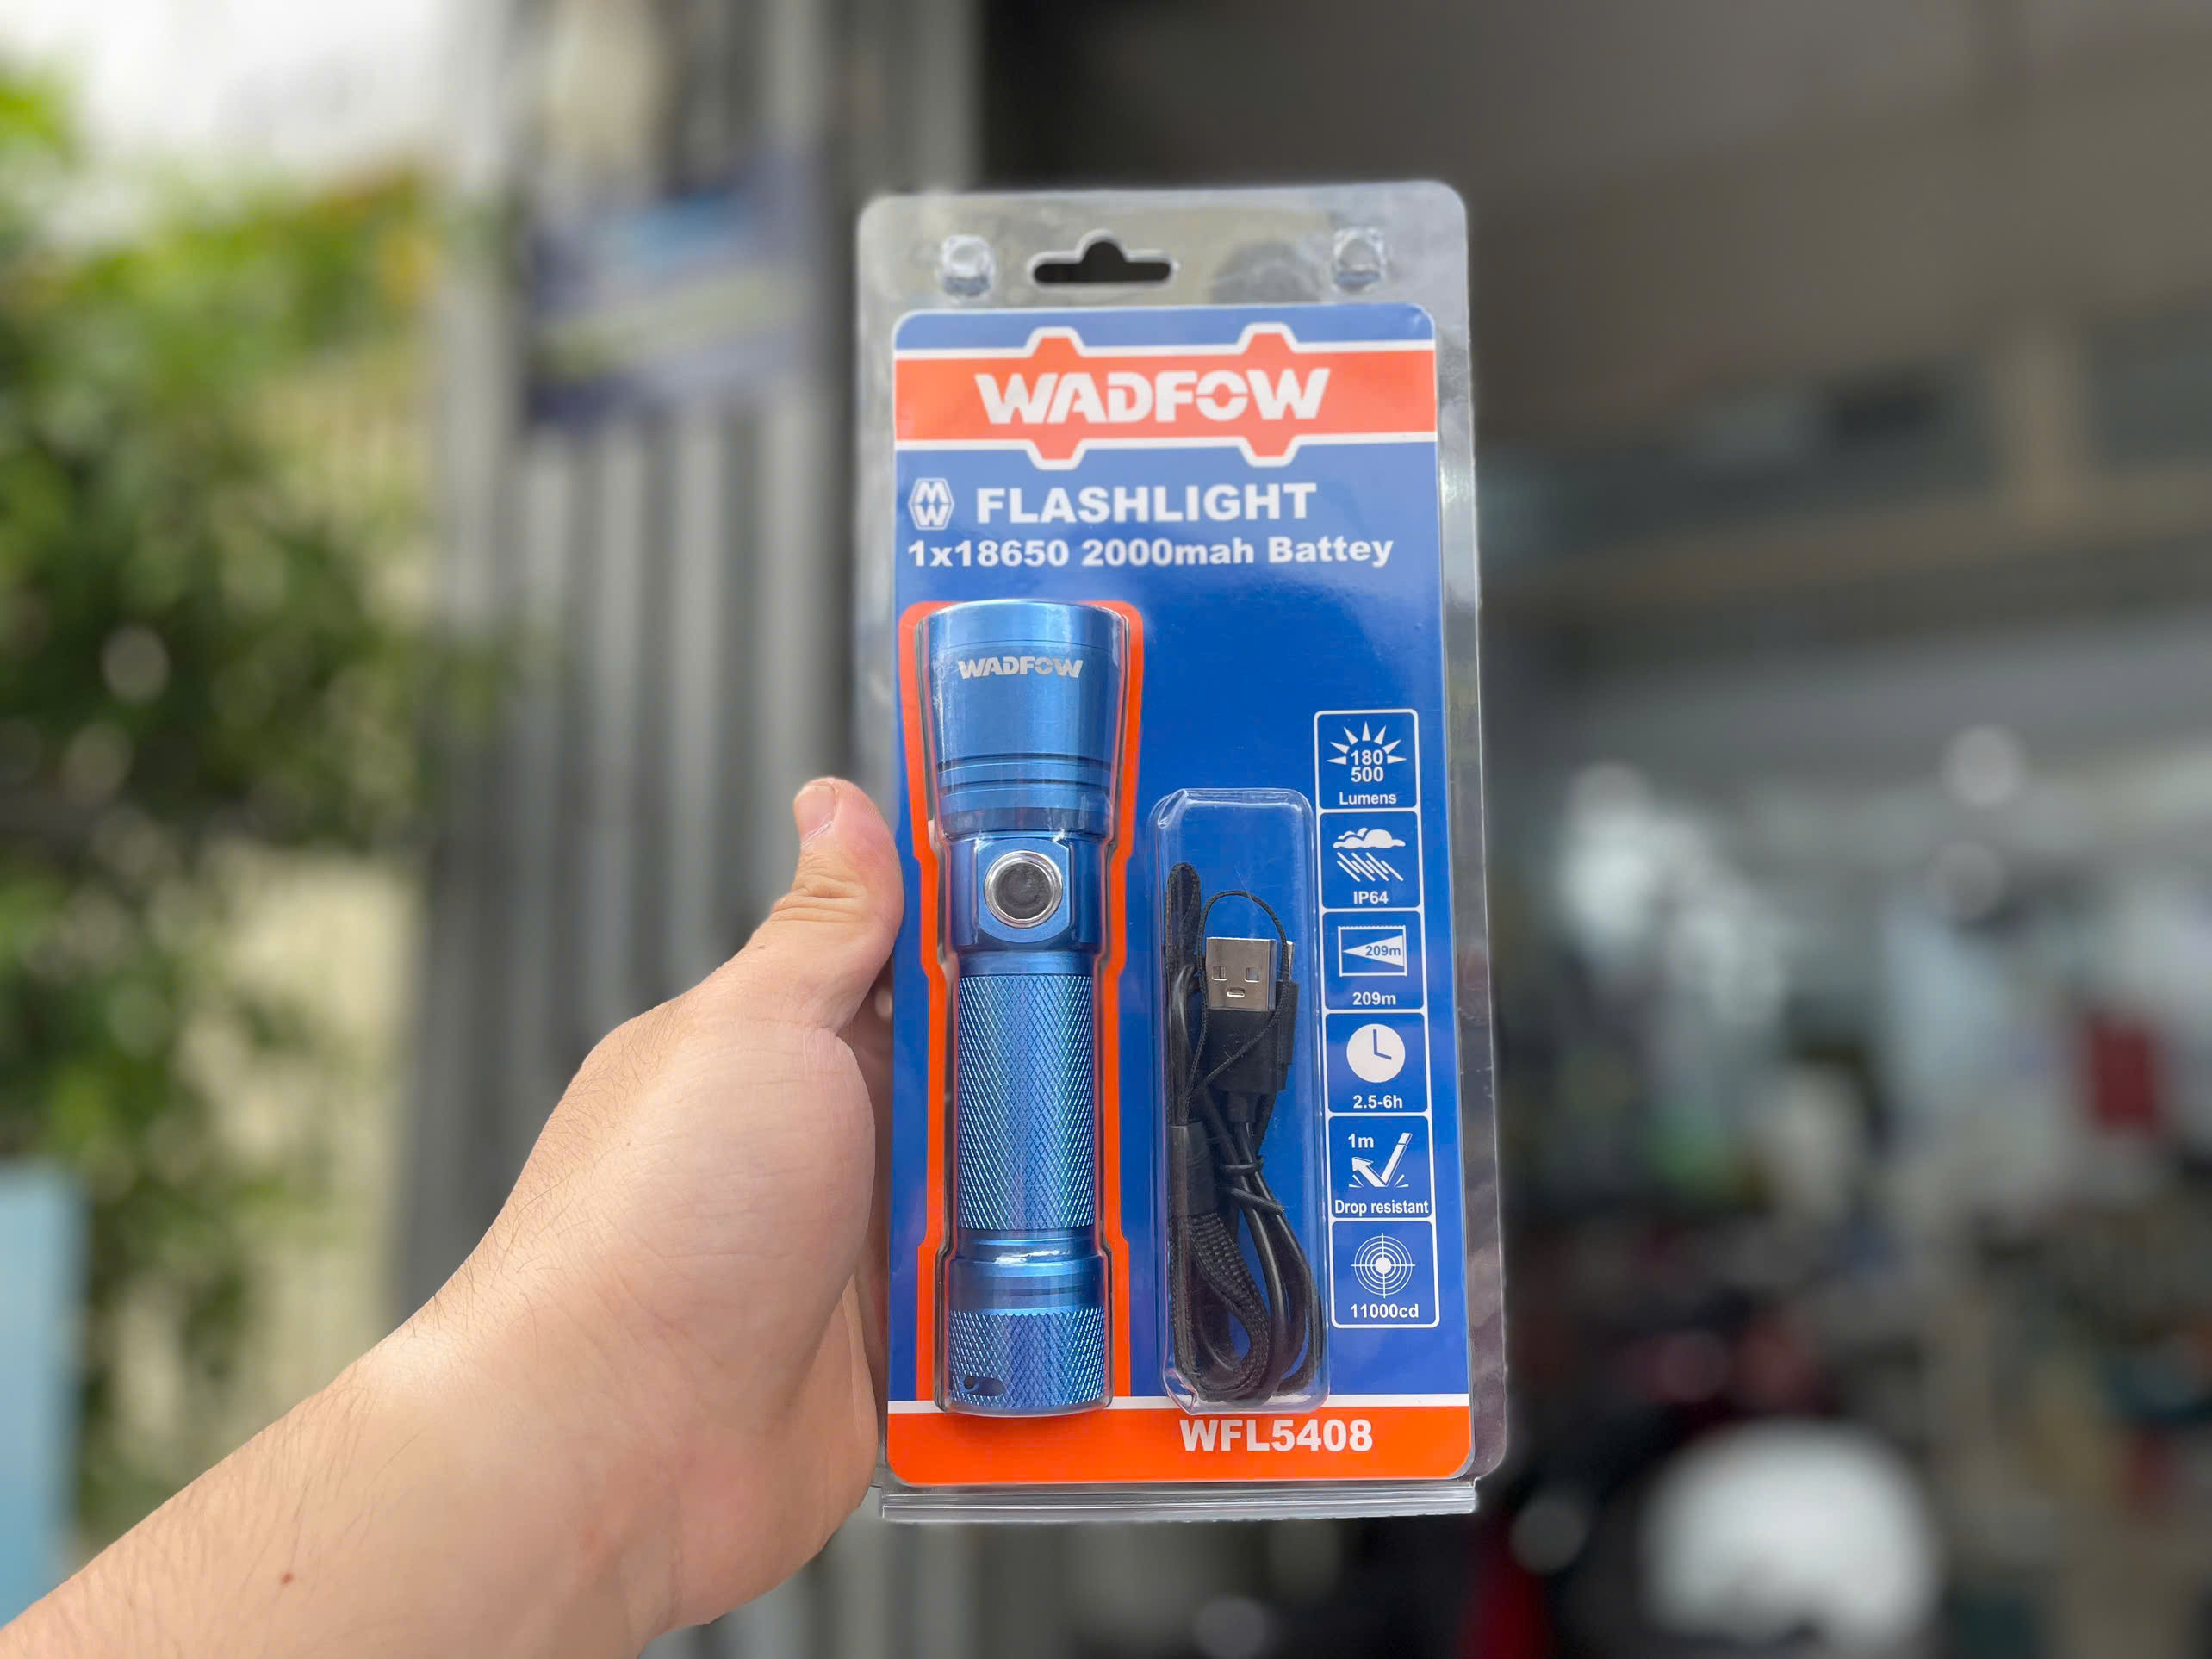 WADFOW
MW FLASHLIGHT
1x18650 2000mah Battey
WADFOW
180
500
Lumens
IP64
209m
209m
2.5-6h
1m
Drop resistant
11000cd
WFL5408